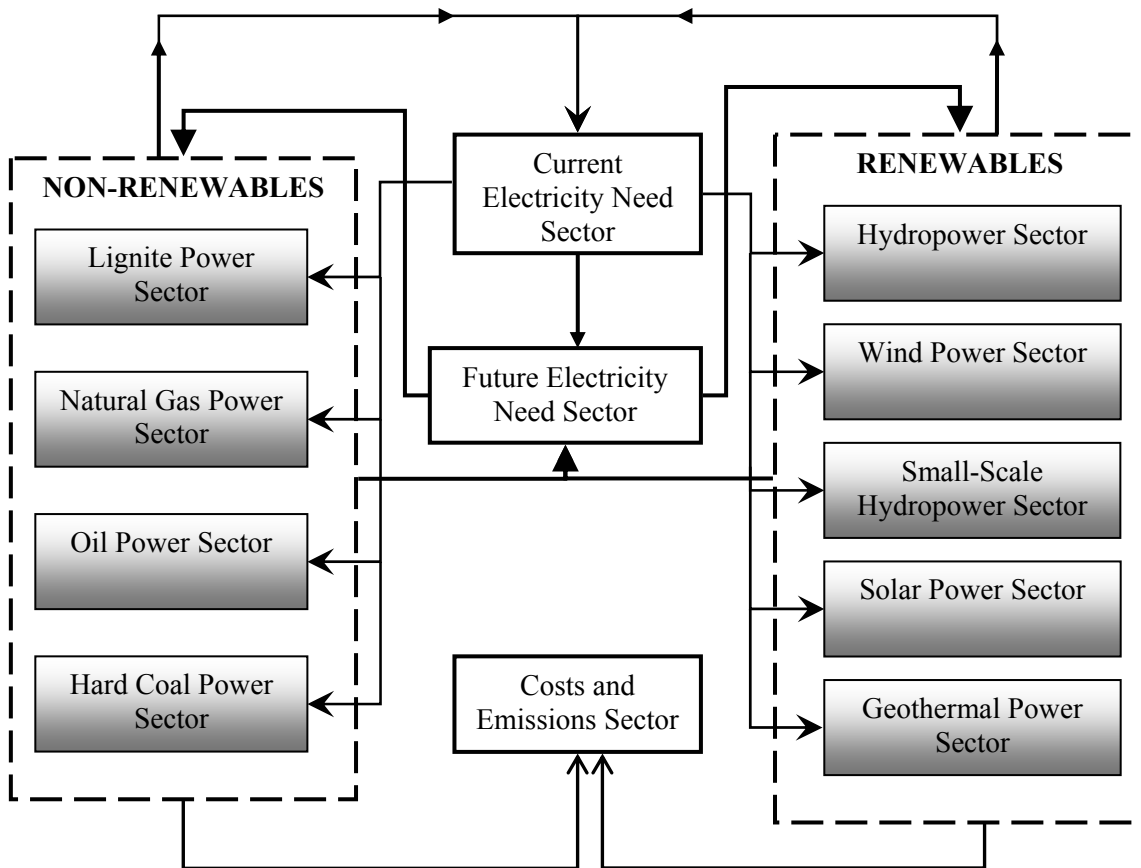 NON-RENEWABLES
Lignite Power
Sector
Natural Gas Power
Sector
Oil Power Sector
Hard Coal Power
Sector
Current
Electricity Need
Sector
Future Electricity
Need Sector
Costs and
Emissions Sector
RENEWABLES
Hydropower Sector
Wind Power Sector
Small-Scale
Hydropower Sector
Solar Power Sector
Geothermal Power
Sector